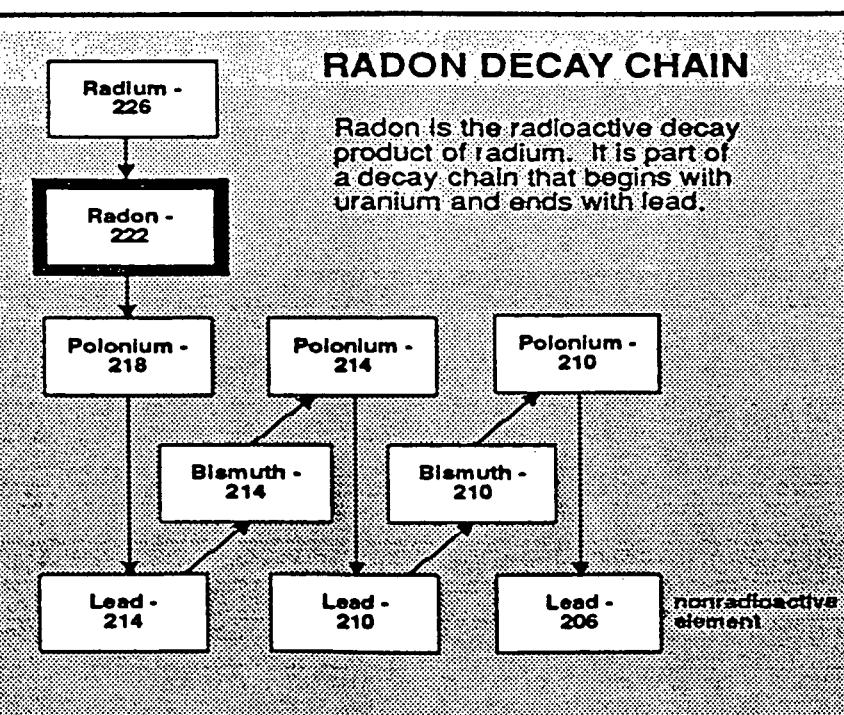 RADON DECAY CHAIN
Radon is the radioactive decay
product of radium. It is part of
a decay chain that begins with
uranium and ends with lead.
Radium -
226
Radon -
222
Polonium -
218
Polonium -
214
Polonium -
210
Bismuth -
214
Bismuth -
210
Lead -
214
Lead -
210
Lead -
206
nonradioactive
element